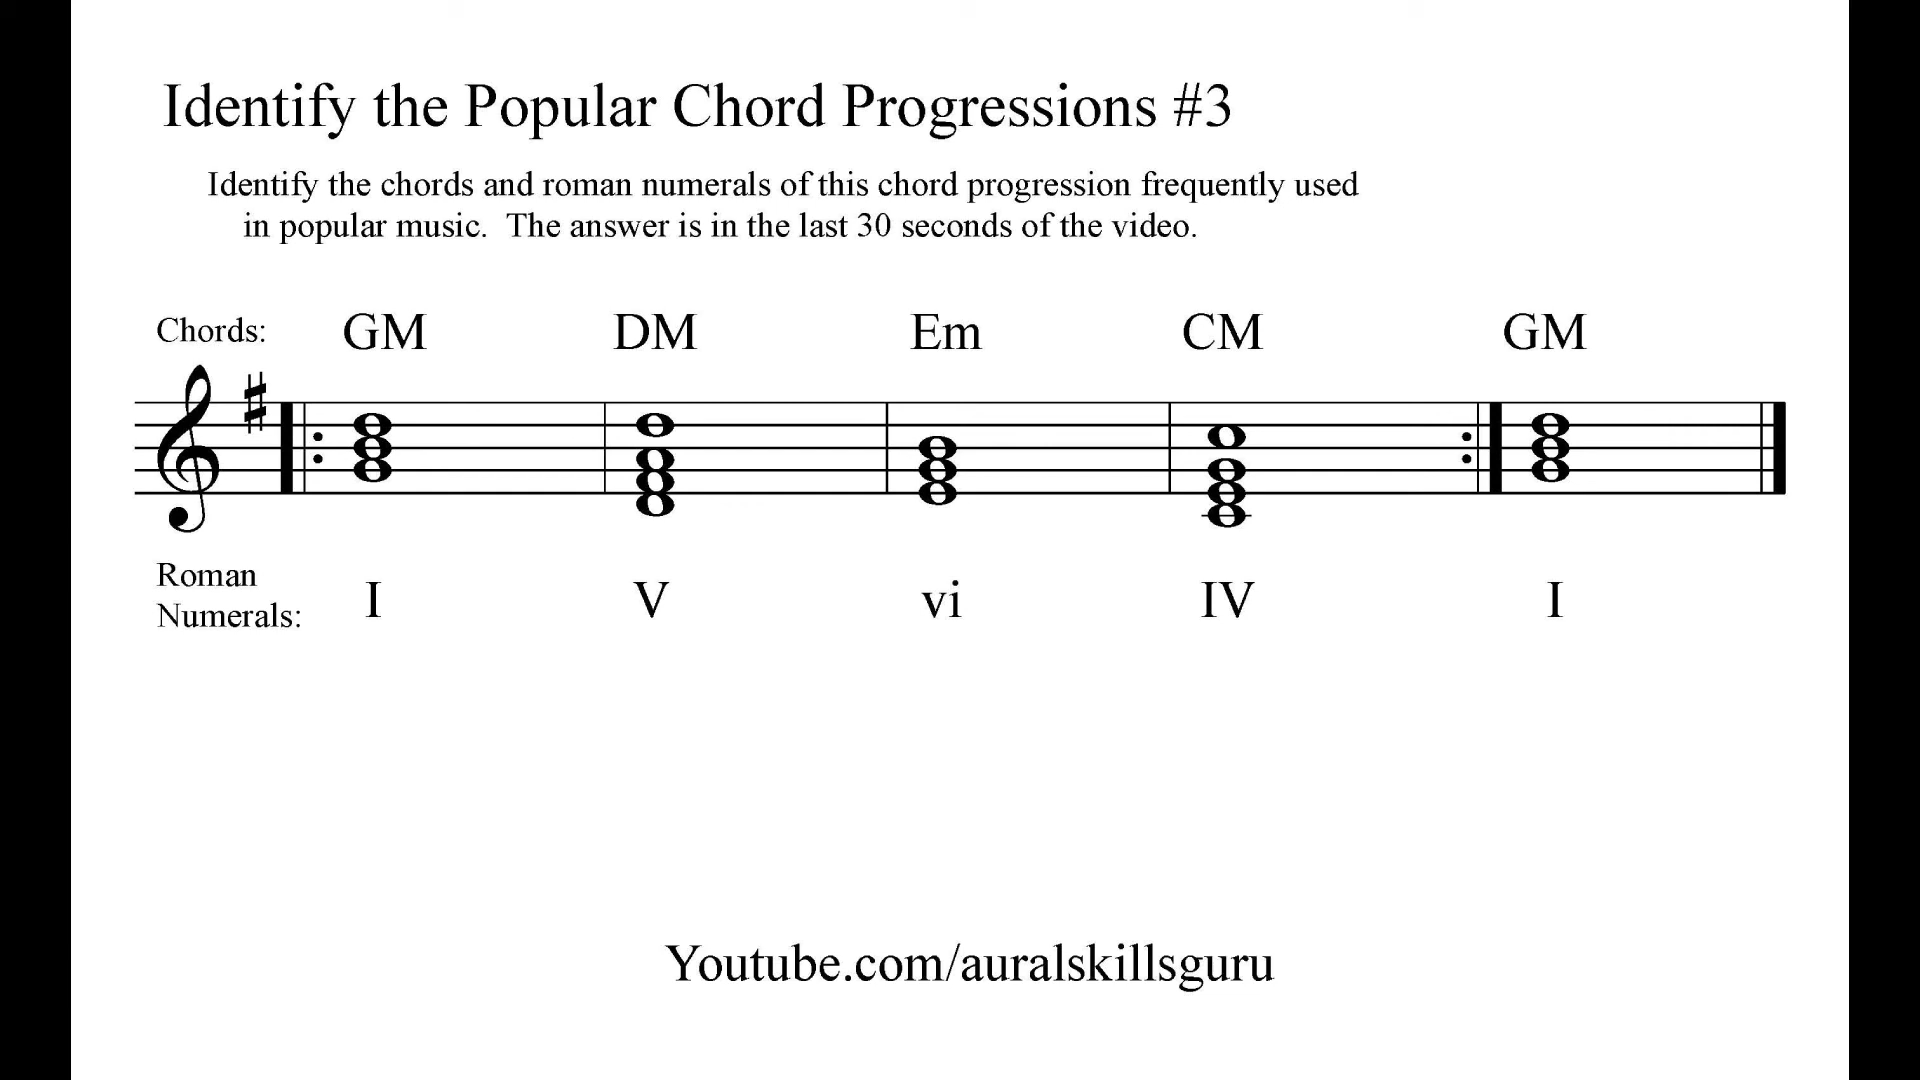 Identify the Popular Chord Progressions #3
Identify the chords and roman numerals of this chord progression frequently used
in popular music. The answer is in the last 30 seconds of the video.
Chords: GM DM Em CM GM
Roman
Numerals: I V vi IV I
Youtube.com/auralskillsguru